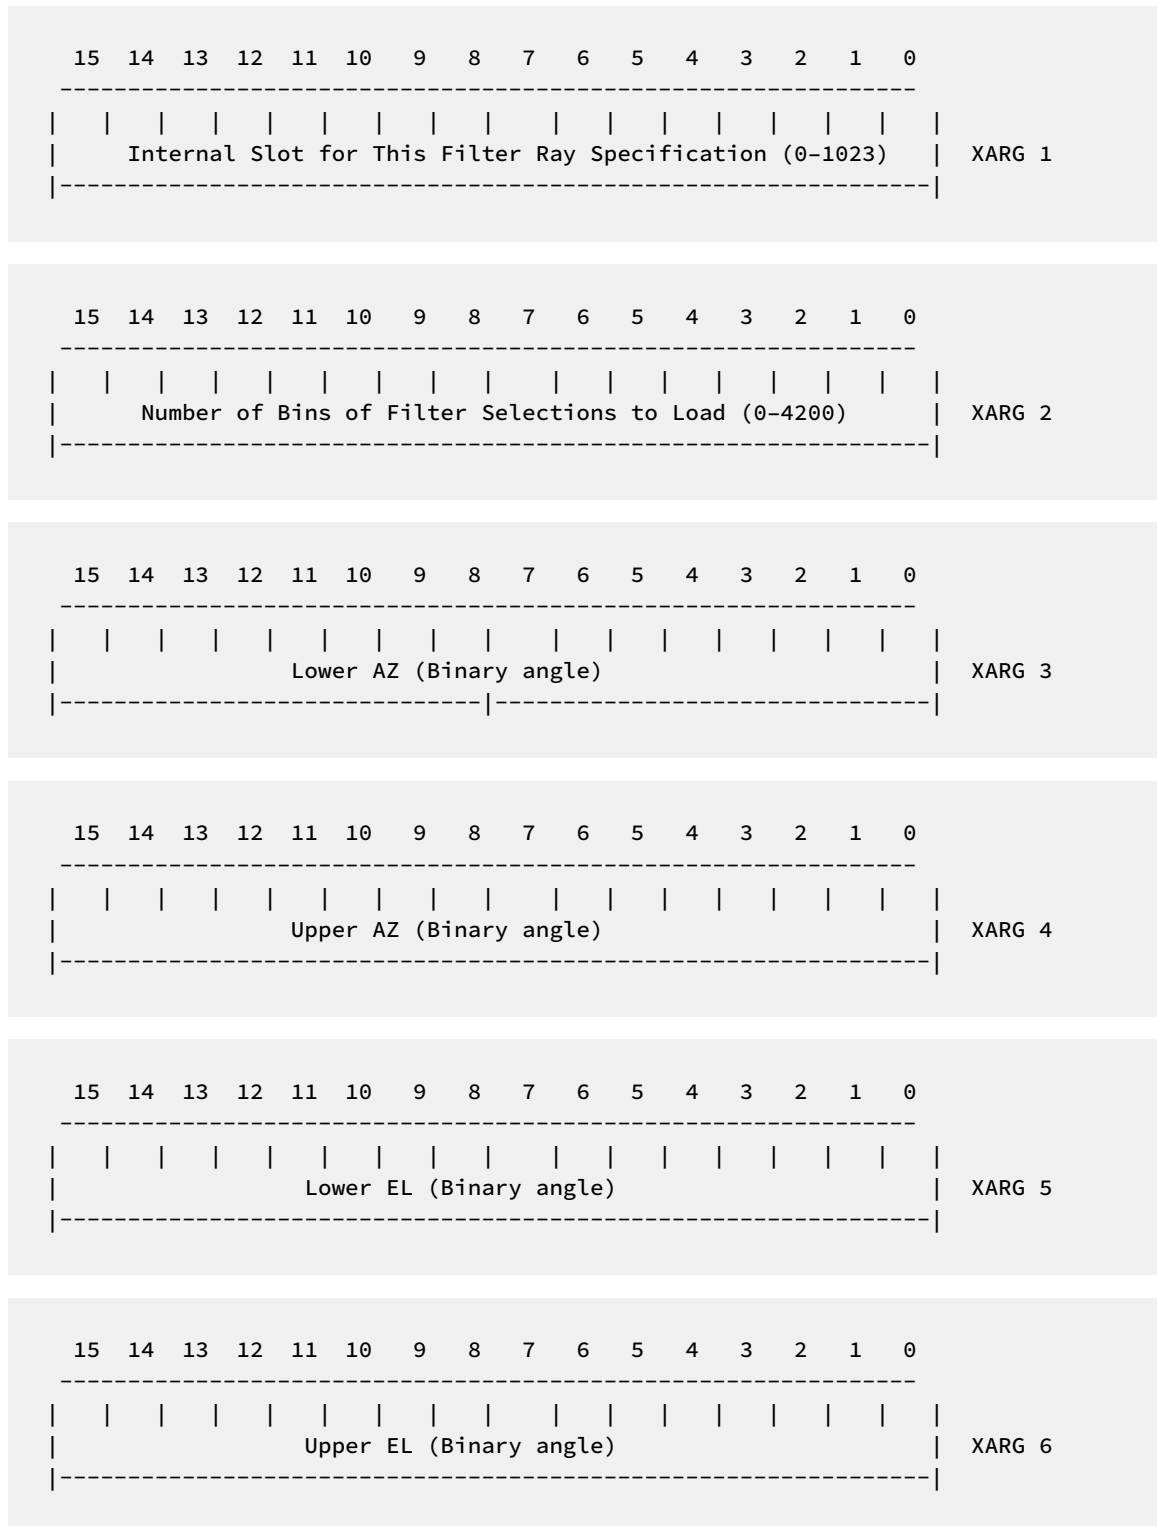 15 14 13 12 11 10 9 8 7 6 5 4 3 2 1 0
---------------------------------------------------------------
| | | | | | | | | | | | | | | | |
| Internal Slot for This Filter Ray Specification (0–1023) | XARG 1
|----------------------------------------------------------------|
15 14 13 12 11 10 9 8 7 6 5 4 3 2 1 0
---------------------------------------------------------------
| | | | | | | | | | | | | | | | |
| Number of Bins of Filter Selections to Load (0–4200) | XARG 2
|----------------------------------------------------------------|
15 14 13 12 11 10 9 8 7 6 5 4 3 2 1 0
---------------------------------------------------------------
| | | | | | | | | | | | | | | | |
| Lower AZ (Binary angle) | XARG 3
|-------------------------------|--------------------------------|
15 14 13 12 11 10 9 8 7 6 5 4 3 2 1 0
---------------------------------------------------------------
| | | | | | | | | | | | | | | | |
| Upper AZ (Binary angle) | XARG 4
|----------------------------------------------------------------|
15 14 13 12 11 10 9 8 7 6 5 4 3 2 1 0
---------------------------------------------------------------
| | | | | | | | | | | | | | | | |
| Lower EL (Binary angle) | XARG 5
|----------------------------------------------------------------|
15 14 13 12 11 10 9 8 7 6 5 4 3 2 1 0
---------------------------------------------------------------
| | | | | | | | | | | | | | | | |
| Upper EL (Binary angle) | XARG 6
|----------------------------------------------------------------|